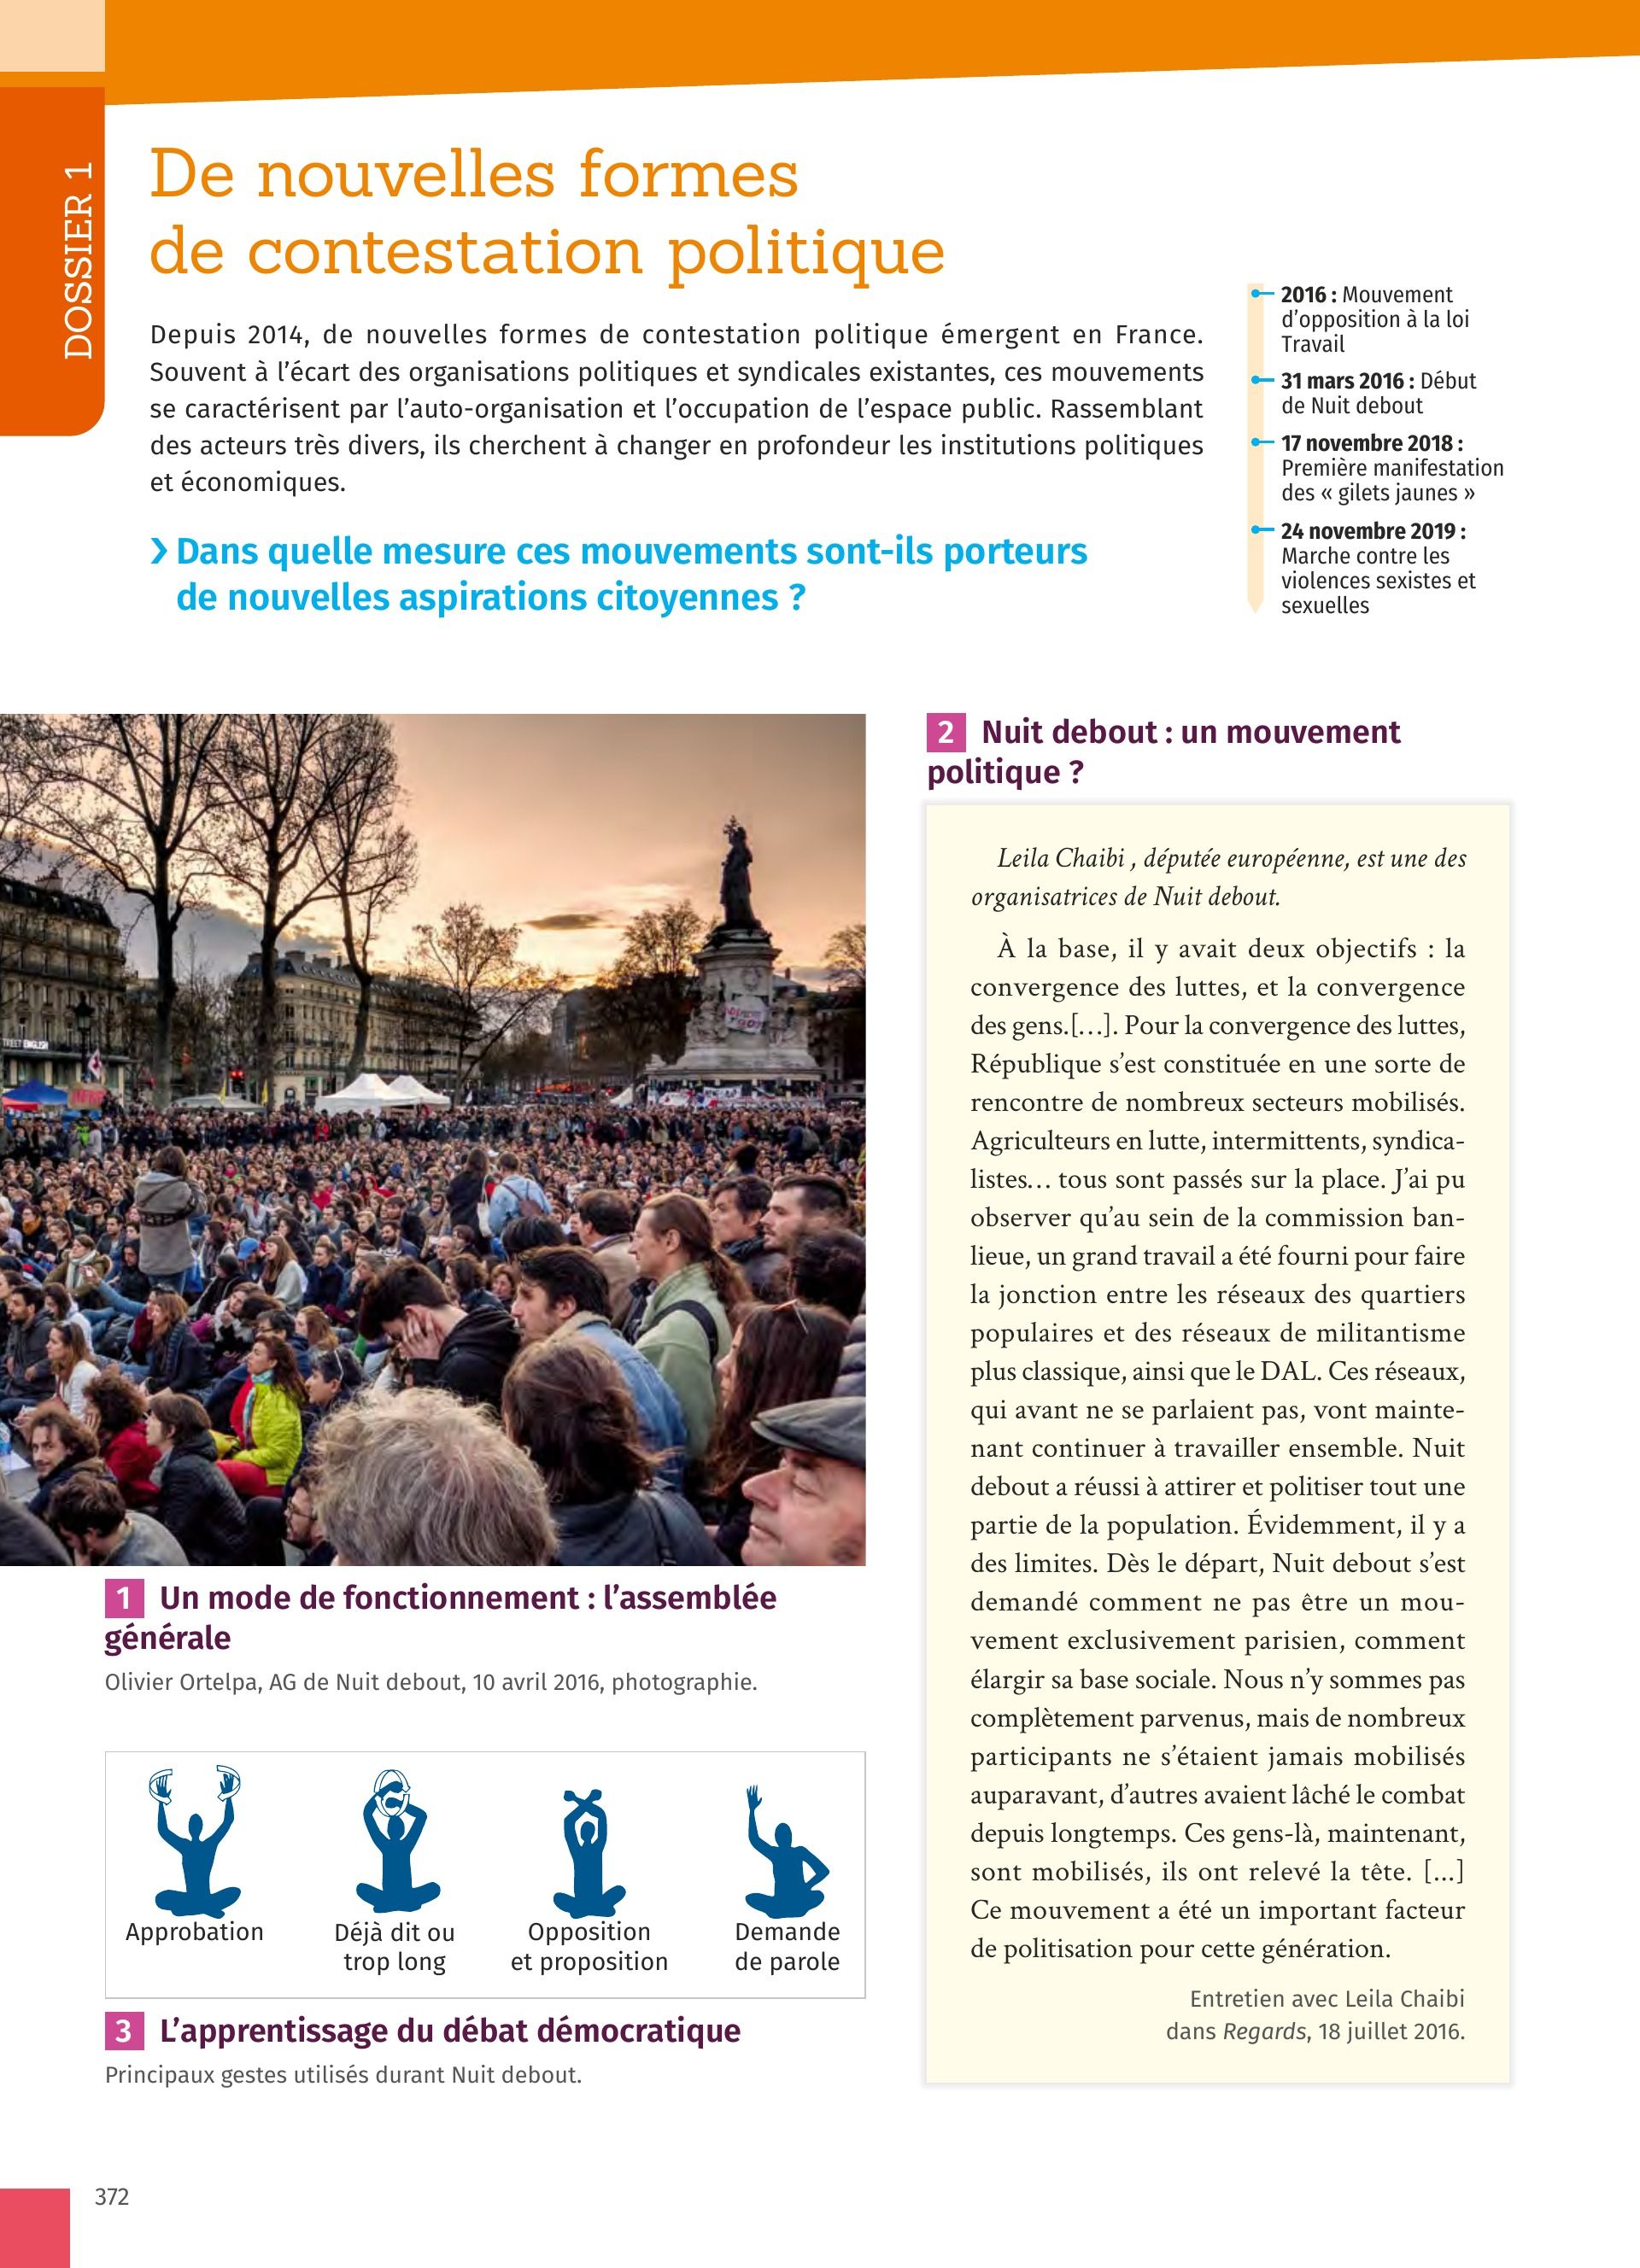 DOSSIER 1
De nouvelles formes
de contestation politique
Depuis 2014, de nouvelles formes de contestation politique émergent en France.
Souvent à l’écart des organisations politiques et syndicales existantes, ces mouvements
se caractérisent par l’auto-organisation et l’occupation de l’espace public. Rassemblant
des acteurs très divers, ils cherchent à changer en profondeur les institutions politiques
et économiques.
❯ Dans quelle mesure ces mouvements sont-ils porteurs
de nouvelles aspirations citoyennes ?
2016 : Mouvement
d’opposition à la loi
Travail
31 mars 2016 : Début
de Nuit debout
17 novembre 2018 :
Première manifestation
des « gilets jaunes »
24 novembre 2019 :
Marche contre les
violences sexistes et
sexuelles
1 Un mode de fonctionnement : l’assemblée
générale
Olivier Ortelpa, AG de Nuit debout, 10 avril 2016, photographie.
Approbation
Déjà dit ou
trop long
Opposition
et proposition
Demande
de parole
3 L’apprentissage du débat démocratique
Principaux gestes utilisés durant Nuit debout.
2 Nuit debout : un mouvement
politique ?
Leila Chaibi , députée européenne, est une des
organisatrices de Nuit debout.
À la base, il y avait deux objectifs : la
convergence des luttes, et la convergence
des gens.[…]. Pour la convergence des luttes,
République s’est constituée en une sorte de
rencontre de nombreux secteurs mobilisés.
Agriculteurs en lutte, intermittents, syndica-
listes… tous sont passés sur la place. J’ai pu
observer qu’au sein de la commission ban-
lieue, un grand travail a été fourni pour faire
la jonction entre les réseaux des quartiers
populaires et des réseaux de militantisme
plus classique, ainsi que le DAL. Ces réseaux,
qui avant ne se parlaient pas, vont mainte-
nant continuer à travailler ensemble. Nuit
debout a réussi à attirer et politiser tout une
partie de la population. Évidemment, il y a
des limites. Dès le départ, Nuit debout s’est
demandé comment ne pas être un mou-
vement exclusivement parisien, comment
élargir sa base sociale. Nous n’y sommes pas
complètement parvenus, mais de nombreux
participants ne s’étaient jamais mobilisés
auparavant, d’autres avaient lâché le combat
depuis longtemps. Ces gens-là, maintenant,
sont mobilisés, ils ont relevé la tête. […]
Ce mouvement a été un important facteur
de politisation pour cette génération.
Entretien avec Leila Chaibi
dans Regards, 18 juillet 2016.
372